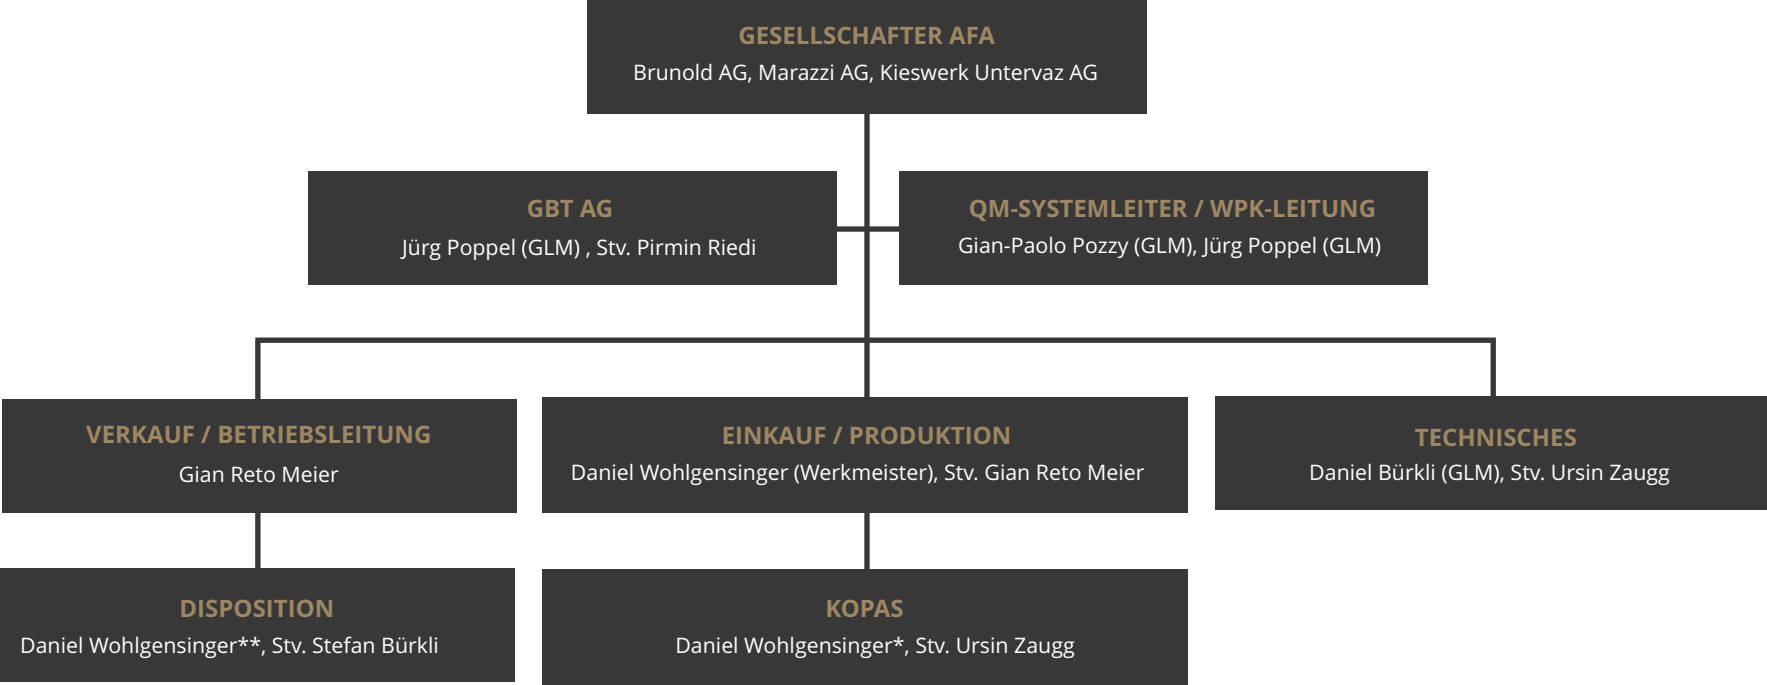 GESELLSCHAFTER AFA
Brunold AG, Marazzi AG, Kieswerk Untervaz AG
GBT AG
Jürg Poppel (GLM) , Stv. Pirmin Riedi
QM-SYSTEMLEITER / WPK-LEITUNG
Gian-Paolo Pozzy (GLM), Jürg Poppel (GLM)
VERKAUF / BETRIEBSLEITUNG
Gian Reto Meier
EINKAUF / PRODUKTION
Daniel Wohlgensinger (Werkmeister), Stv. Gian Reto Meier
TECHNISCHES
Daniel Bürkli (GLM), Stv. Ursin Zaugg
DISPOSITION
Daniel Wohlgensinger**, Stv. Stefan Bürkli
KOPAS
Daniel Wohlgensinger*, Stv. Ursin Zaugg